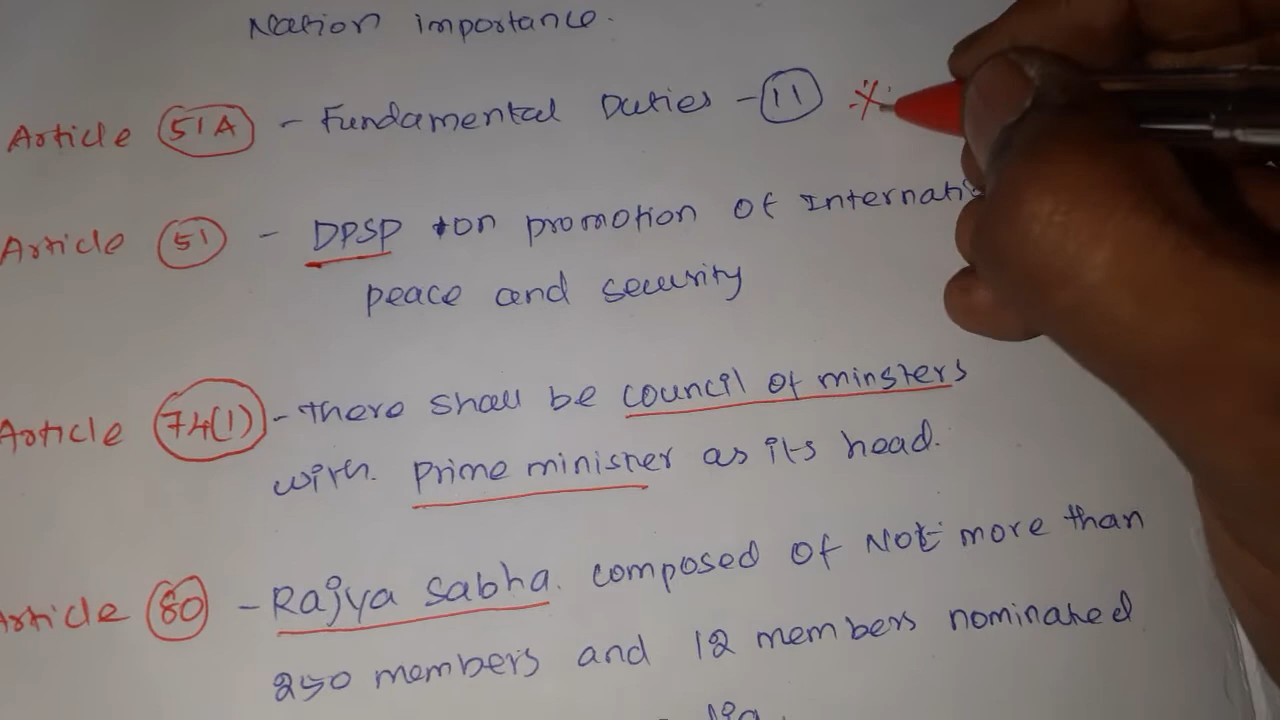 Nation importance.
Article 51A - Fundamental Duties - 11
Article 51 - DPSP on promotion of Internati
peace and security
Article 74(1) - there shall be council of minsters
with Prime minister as its head.
Article 80 - Rajya sabha. composed of Not more than
250 members and 12 members nominated